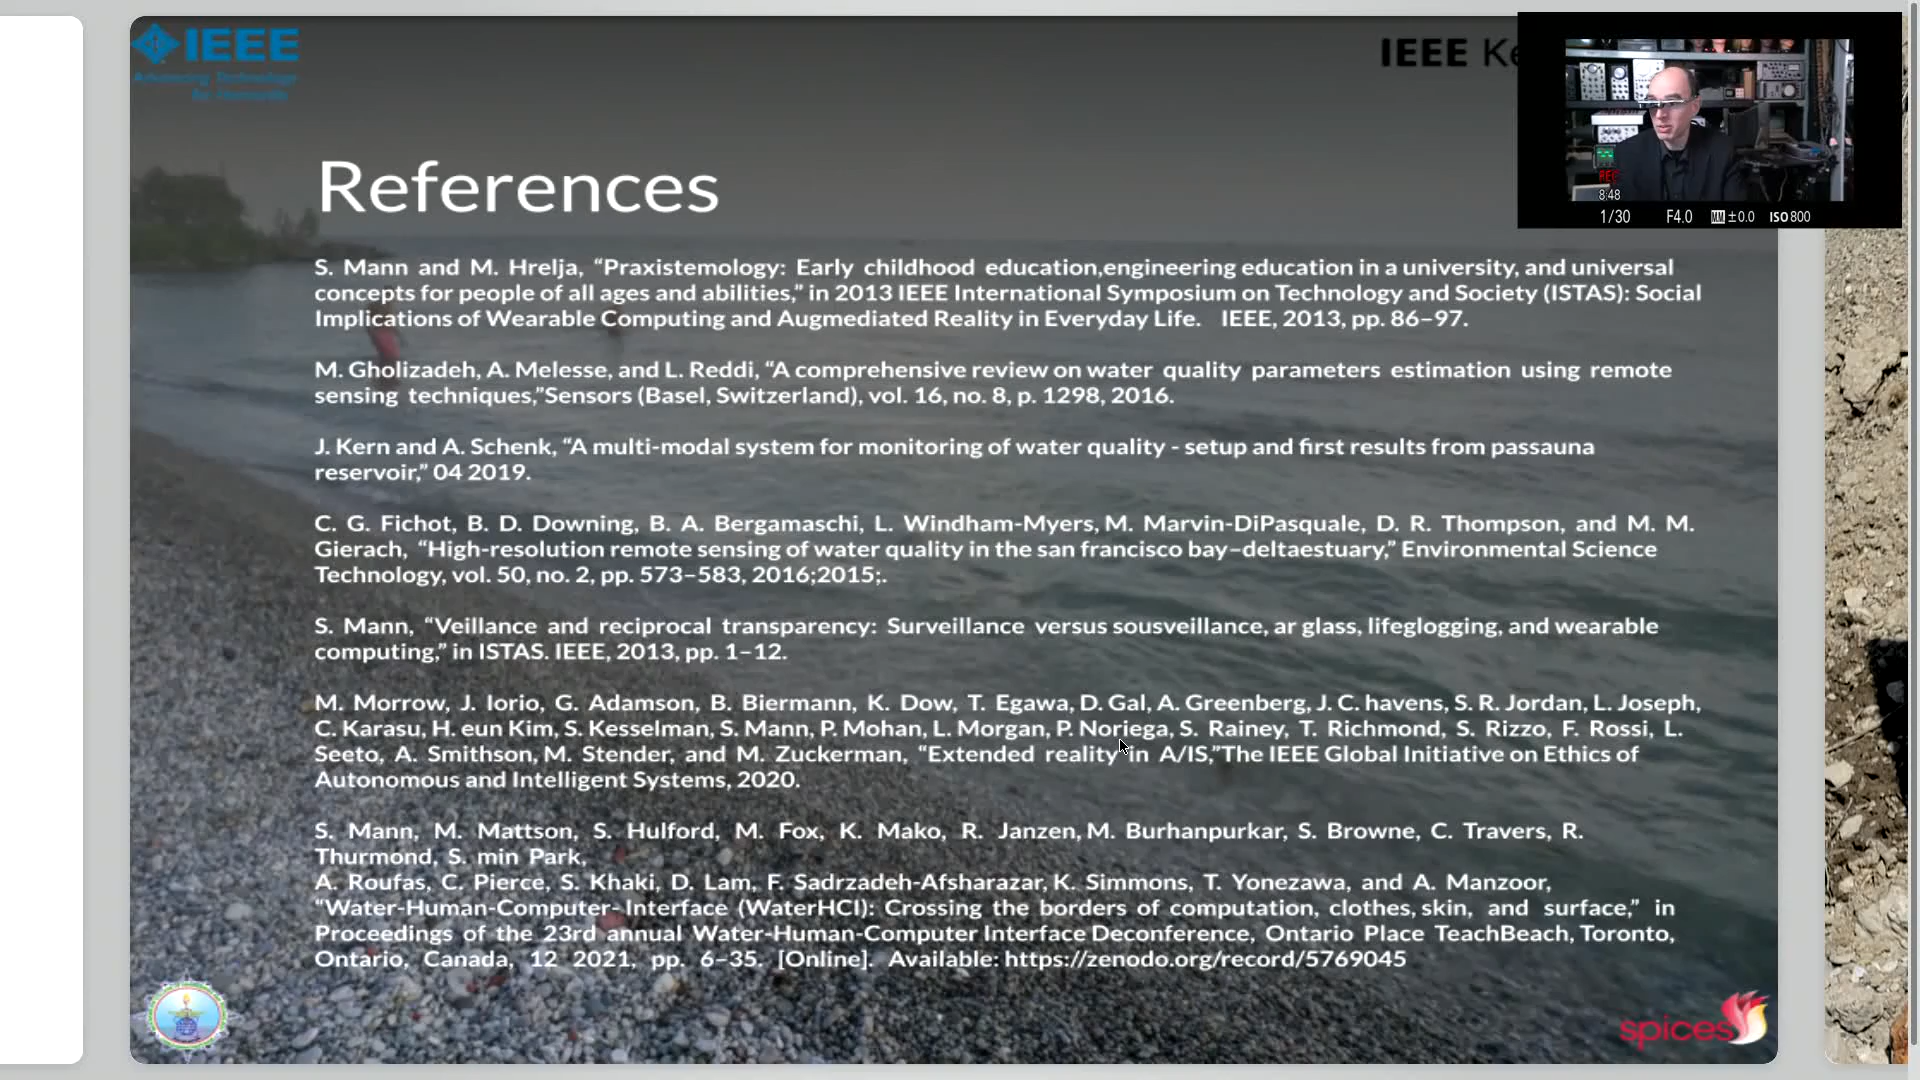 IEEE
Advancing Technology
for Humanity
IEEE Ke
REC
8:48
1/30 F4.0 ±0.0 ISO 800
References
S. Mann and M. Hrelja, “Praxistemology: Early childhood education,engineering education in a university, and universal
concepts for people of all ages and abilities,” in 2013 IEEE International Symposium on Technology and Society (ISTAS): Social
Implications of Wearable Computing and Augmediated Reality in Everyday Life. IEEE, 2013, pp. 86–97.
M. Gholizadeh, A. Melesse, and L. Reddi, “A comprehensive review on water quality parameters estimation using remote
sensing techniques,”Sensors (Basel, Switzerland), vol. 16, no. 8, p. 1298, 2016.
J. Kern and A. Schenk, “A multi-modal system for monitoring of water quality - setup and first results from passauna
reservoir,” 04 2019.
C. G. Fichot, B. D. Downing, B. A. Bergamaschi, L. Windham-Myers, M. Marvin-DiPasquale, D. R. Thompson, and M. M.
Gierach, “High-resolution remote sensing of water quality in the san francisco bay–deltaestuary,” Environmental Science
Technology, vol. 50, no. 2, pp. 573–583, 2016;2015;.
S. Mann, “Veillance and reciprocal transparency: Surveillance versus sousveillance, ar glass, lifeglogging, and wearable
computing,” in ISTAS. IEEE, 2013, pp. 1–12.
M. Morrow, J. Iorio, G. Adamson, B. Biermann, K. Dow, T. Egawa, D. Gal, A. Greenberg, J. C. havens, S. R. Jordan, L. Joseph,
C. Karasu, H. eun Kim, S. Kesselman, S. Mann, P. Mohan, L. Morgan, P. Noriega, S. Rainey, T. Richmond, S. Rizzo, F. Rossi, L.
Seeto, A. Smithson, M. Stender, and M. Zuckerman, “Extended reality in A/IS,”The IEEE Global Initiative on Ethics of
Autonomous and Intelligent Systems, 2020.
S. Mann, M. Mattson, S. Hulford, M. Fox, K. Mako, R. Janzen, M. Burhanpurkar, S. Browne, C. Travers, R.
Thurmond, S. min Park,
A. Roufas, C. Pierce, S. Khaki, D. Lam, F. Sadrzadeh-Afsharazar, K. Simmons, T. Yonezawa, and A. Manzoor,
“Water-Human-Computer- Interface (WaterHCI): Crossing the borders of computation, clothes, skin, and surface,” in
Proceedings of the 23rd annual Water-Human-Computer Interface Deconference, Ontario Place TeachBeach, Toronto,
Ontario, Canada, 12 2021, pp. 6–35. [Online]. Available: https://zenodo.org/record/5769045
spices